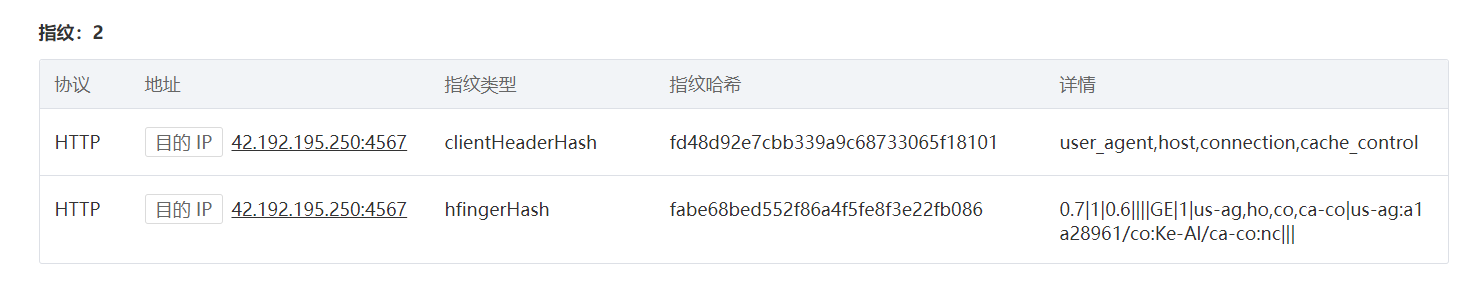 指纹：2
协议 地址 指纹类型 指纹哈希 详情
HTTP 目的 IP 42.192.195.250:4567 clientHeaderHash fd48d92e7cbb339a9c68733065f18101 user_agent,host,connection,cache_control
HTTP 目的 IP 42.192.195.250:4567 hfingerHash fabe68bed552f86a4f5fe8f3e22fb086 0.7|1|0.6||||GE|1|us-ag,ho,co,ca-co|us-ag:a1
a28961/co:Ke-Al/ca-co:nc|||